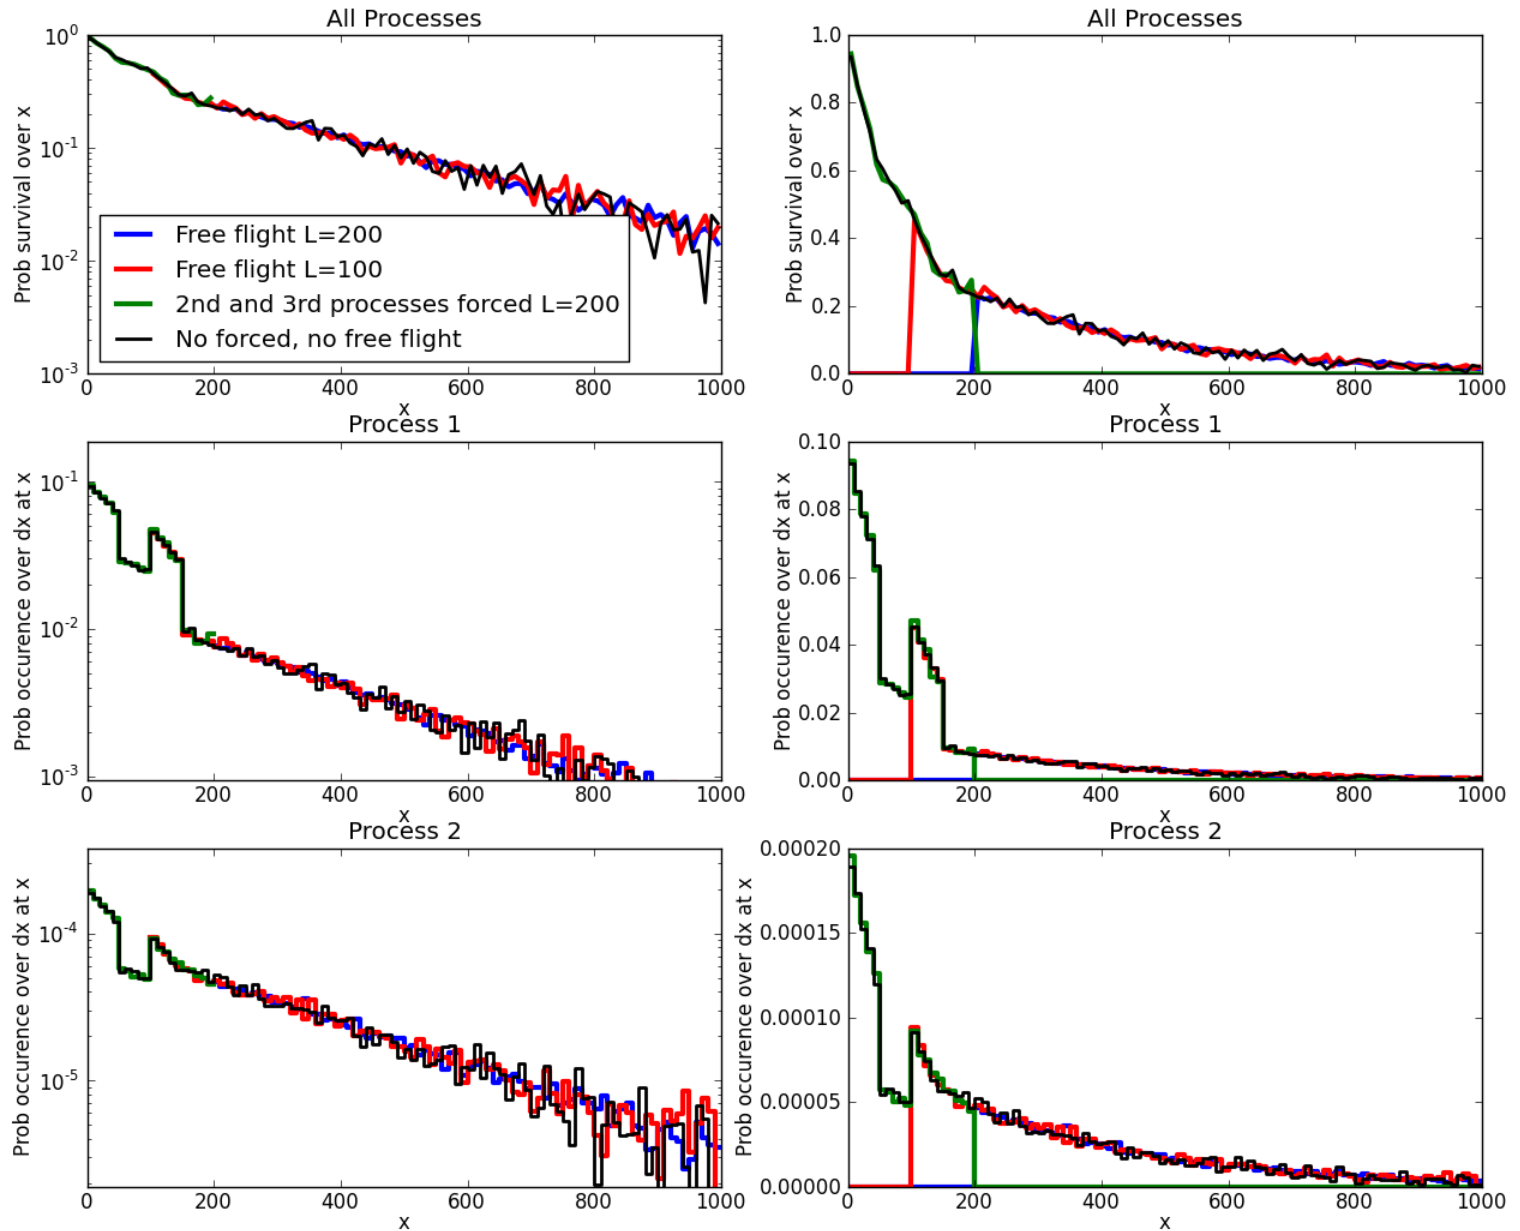 All Processes
Prob survival over x
10^0
10^-1
10^-2
10^-3
Free flight L=200
Free flight L=100
2nd and 3rd processes forced L=200
No forced, no free flight
0 200 400 600 800 1000
x
All Processes
Prob survival over x
1.0
0.8
0.6
0.4
0.2
0.0
0 200 400 600 800 1000
x
Process 1
Prob occurence over dx at x
10^-1
10^-2
10^-3
0 200 400 600 800 1000
x
Process 1
Prob occurence over dx at x
0.10
0.08
0.06
0.04
0.02
0.00
0 200 400 600 800 1000
x
Process 2
Prob occurence over dx at x
10^-4
10^-5
0 200 400 600 800 1000
x
Process 2
Prob occurence over dx at x
0.00020
0.00015
0.00010
0.00005
0.00000
0 200 400 600 800 1000
x